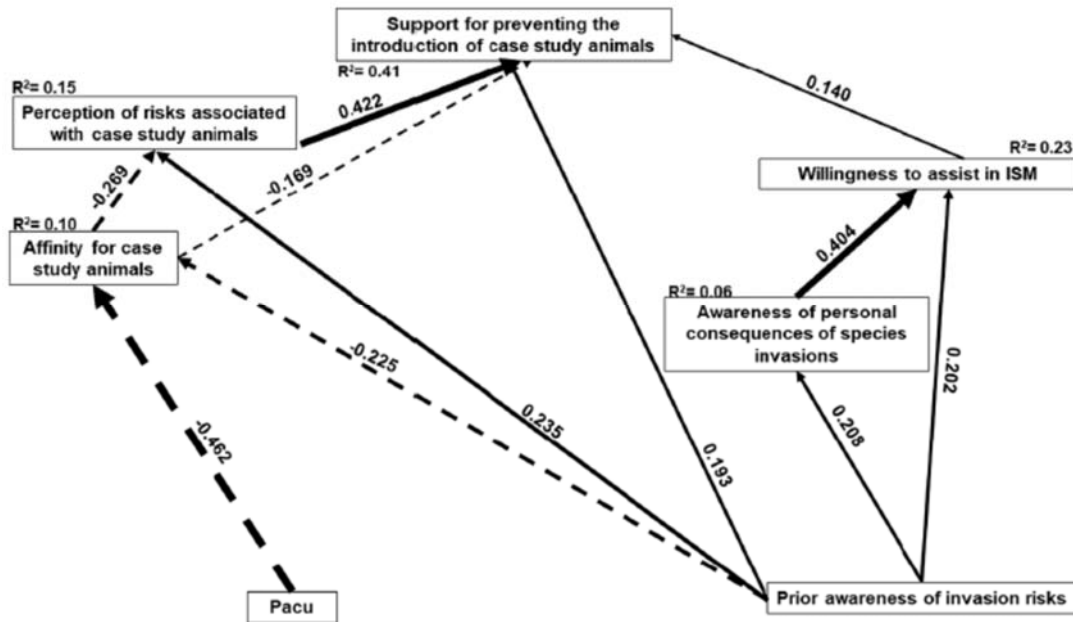 Support for preventing the
introduction of case study animals
R²= 0.41
R²= 0.15
Perception of risks associated
with case study animals
0.422
0.140
-0.169
-0.269
R²= 0.23
Willingness to assist in ISM
R²= 0.10
Affinity for case
study animals
0.404
R²= 0.06
Awareness of personal
consequences of species
invasions
-0.225
0.235
0.202
0.208
0.193
-0.462
Pacu
Prior awareness of invasion risks